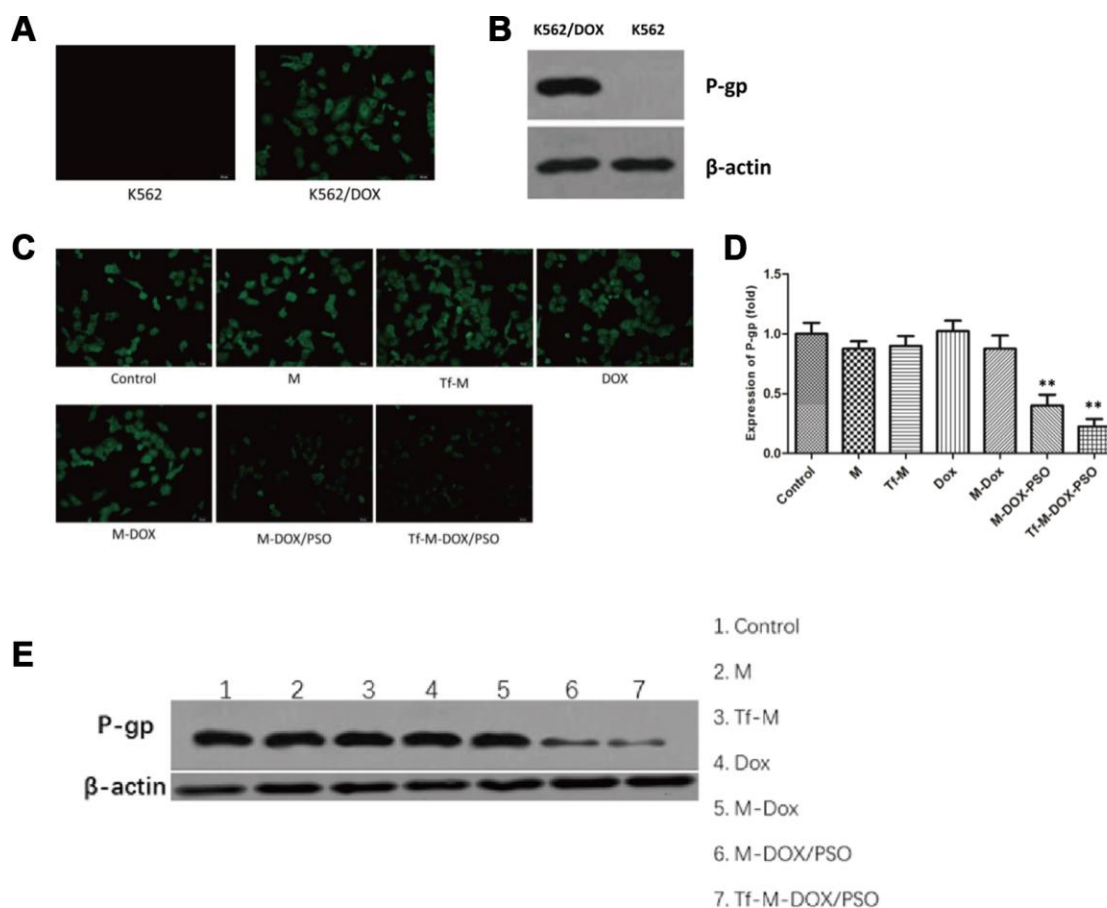 A
K562
K562/DOX
B
K562/DOX K562
P-gp
β-actin
C
Control
M
Tf-M
DOX
M-DOX
M-DOX/PSO
Tf-M-DOX/PSO
D
Expression of P-gp (fold)
1.5
1.0
0.5
0.0
** **
Control
M
Tf-M
Dox
M-Dox
M-DOX-PSO
Tf-M-DOX-PSO
E
1 2 3 4 5 6 7
P-gp
β-actin
1. Control
2. M
3. Tf-M
4. Dox
5. M-Dox
6. M-DOX/PSO
7. Tf-M-DOX/PSO